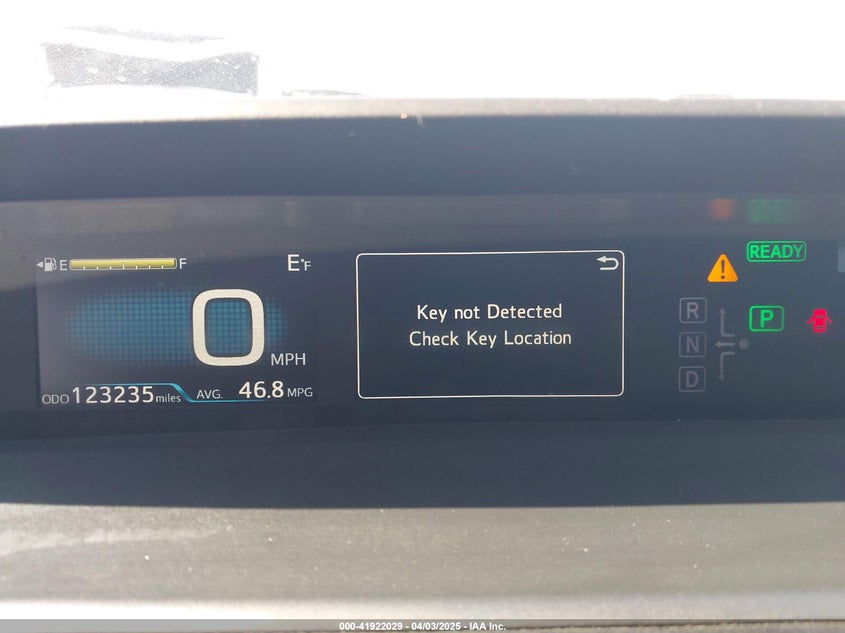 E F
E°F
0
MPH
ODO 123235 miles
AVG. 46.8 MPG
Key not Detected
Check Key Location
READY
R
P
N
D
000-41922029 - 04/03/2025 - IAA Inc.